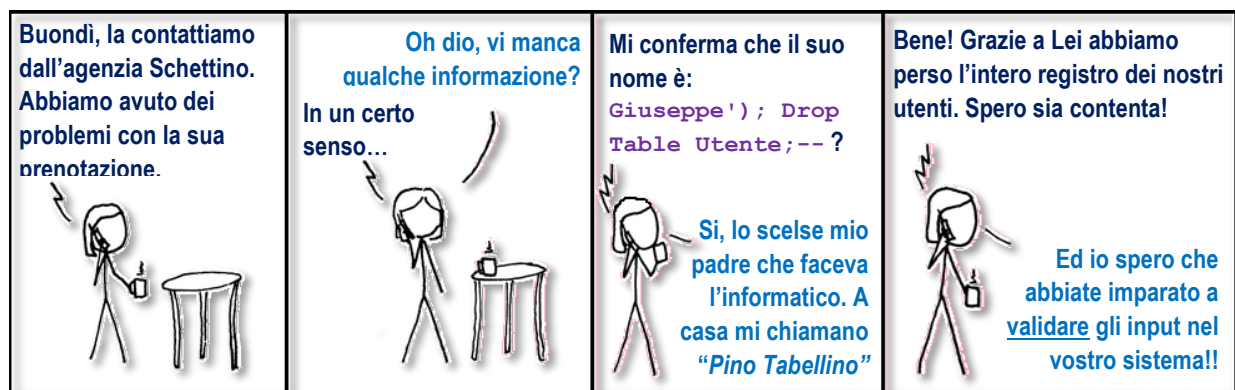 Buondì, la contattiamo
dall'agenzia Schettino.
Abbiamo avuto dei
problemi con la sua
prenotazione.
Oh dio, vi manca
qualche informazione?
In un certo
senso…
Mi conferma che il suo
nome è:
Giuseppe'); Drop
Table Utente;-- ?
Si, lo scelse mio
padre che faceva
l'informatico. A
casa mi chiamano
“Pino Tabellino”
Bene! Grazie a Lei abbiamo
perso l'intero registro dei nostri
utenti. Spero sia contenta!
Ed io spero che
abbiate imparato a
validare gli input nel
vostro sistema!!